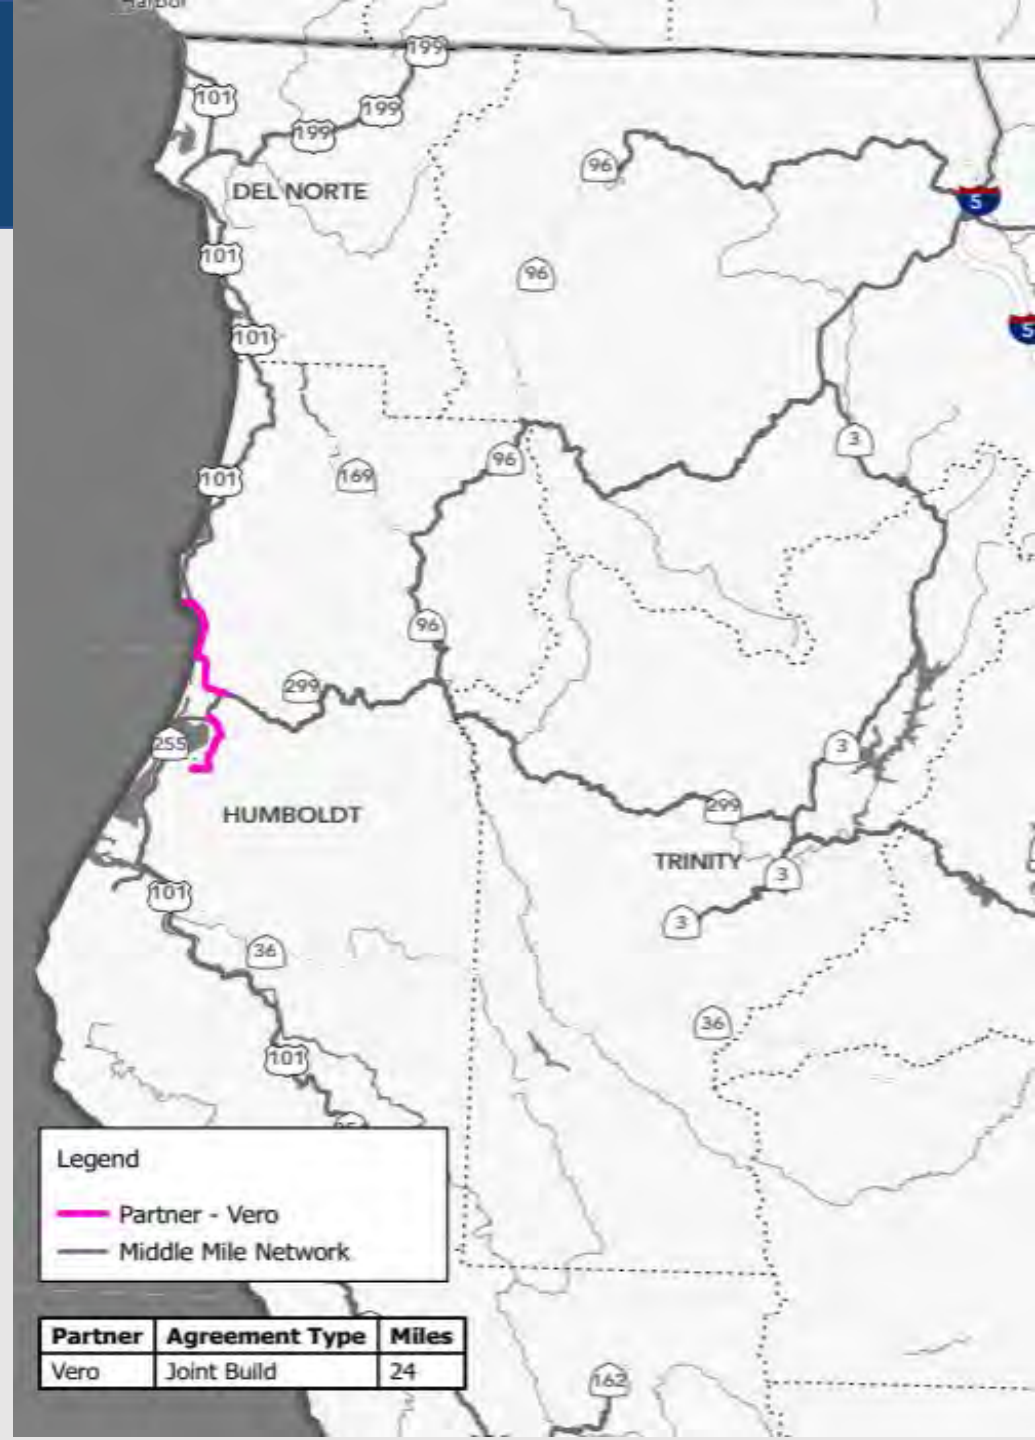 Harbor
199
101
199
199
96
DEL NORTE
5
101
96
5
101
3
96
101
169
96
299
3
255
299
HUMBOLDT
TRINITY
3
101
3
36
36
101
Legend
Partner - Vero
Middle Mile Network
Partner Agreement Type Miles
Vero Joint Build 24
162